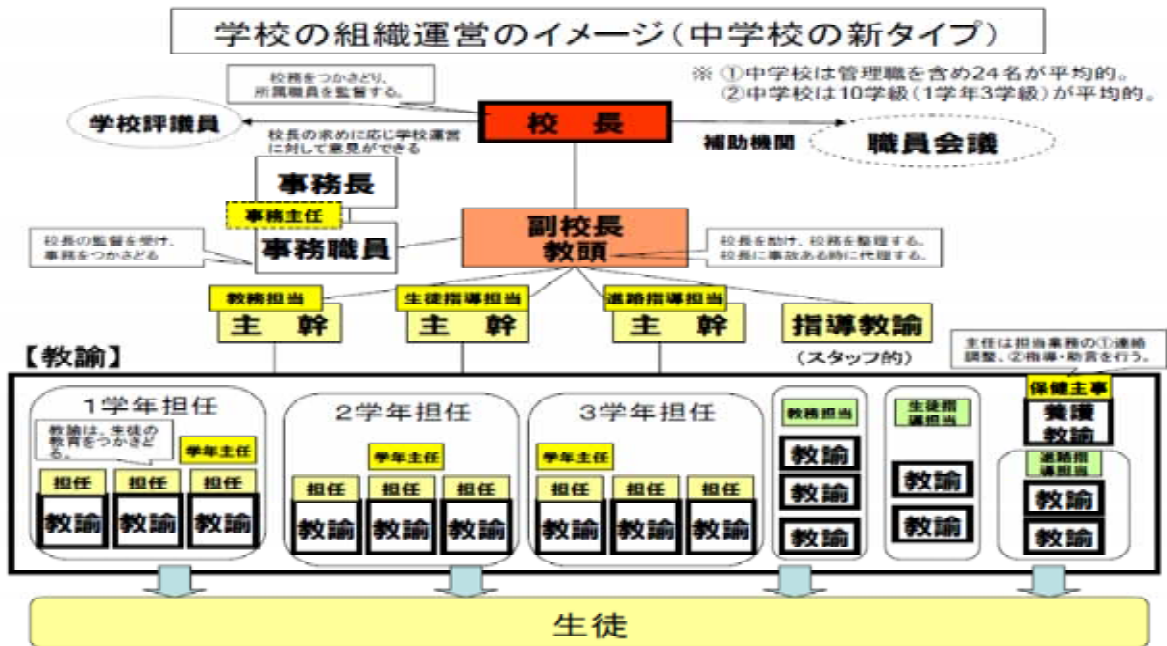 学校の組織運営のイメージ(中学校の新タイプ)
校務をつかさどり、
所属職員を監督する。
※ ①中学校は管理職を含め24名が平均的。
②中学校は10学級(1学年3学級)が平均的。
学校評議員
校長
職員会議
補助機関
校長の求めに応じ学校運営
に対して意見ができる
事務長
事務主任
事務職員
校長の監督を受け、
事務をつかさどる
副校長
教頭
校長を助け、校務を整理する。
校長に事故ある時に代理する。
教務担当
主幹
生徒指導担当
主幹
進路指導担当
主幹
指導教諭
(スタッフ的)
主任は担当業務の①連絡
調整、②指導・助言を行う。
【教諭】
1学年担任
教諭は、生徒の
教育をつかさど
る。
学年主任
担任 担任 担任
教諭 教諭 教諭
2学年担任
学年主任
担任 担任 担任
教諭 教諭 教諭
3学年担任
学年主任
担任 担任 担任
教諭 教諭 教諭
教務担当
教諭
教諭
教諭
生徒指
導担当
教諭
教諭
保健主事
養護
教諭
進路指
導担当
教諭
教諭
生徒